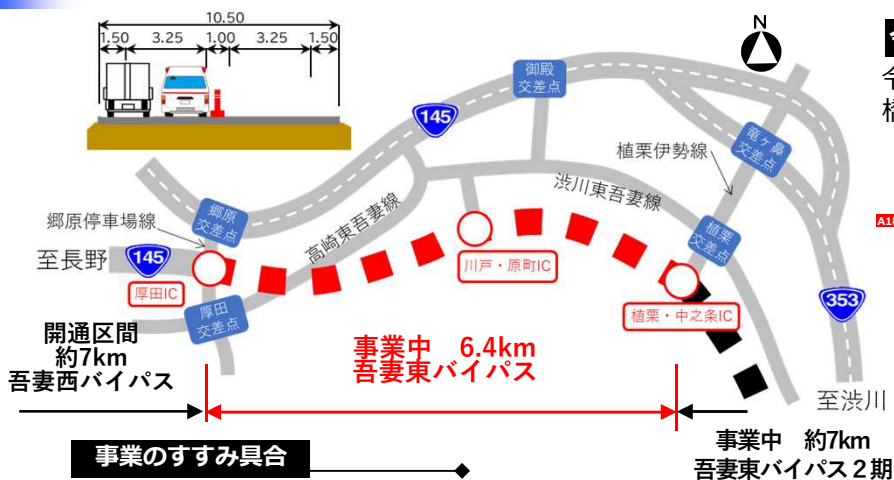 10.50
1.50 3.25 1.00 3.25 1.50
N
御殿
交差点
145
竜ヶ鼻
交差点
植栗伊勢線
渋川東吾妻線
植栗
交差点
郷原停車場線
郷原
交差点
高崎東吾妻線
至長野
145
厚田IC
川戸・原町IC
植栗・中之条IC
353
厚田
交差点
開通区間
約7km
吾妻西バイパス
事業中 6.4km
吾妻東バイパス
至渋川
事業中 約7km
吾妻東バイパス2期
事業のすすみ具合